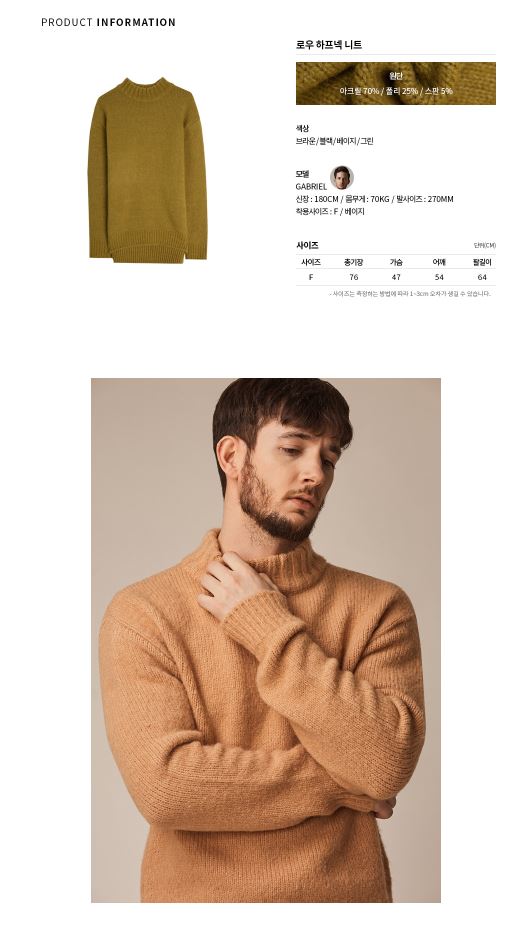 PRODUCT INFORMATION
로우 하프넥 니트
원단
아크릴 70% / 폴리 25% / 스판 5%
색상
브라운/블랙/베이지/그린
모델
GABRIEL
신장 : 180CM / 몸무게 : 70KG / 발사이즈 : 270MM
착용사이즈 : F / 베이지
사이즈 단위(CM)
사이즈 총기장 가슴 어깨 팔길이
F 76 47 54 64
- 사이즈는 측정하는 방법에 따라 1~3cm 오차가 생길 수 있습니다.